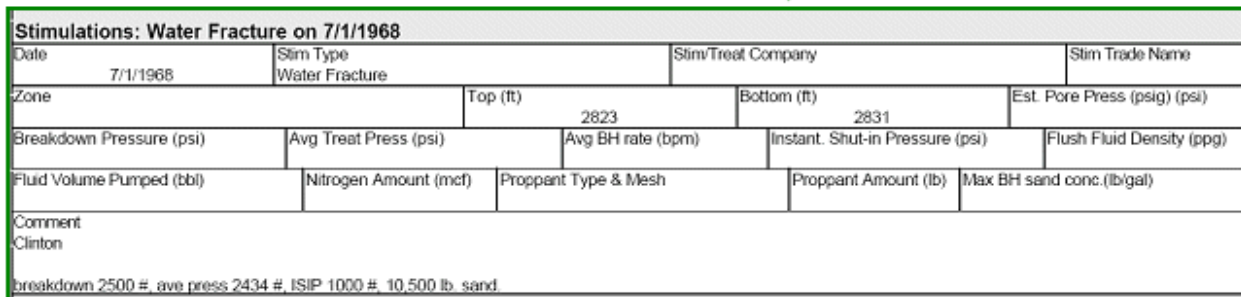 Stimulations: Water Fracture on 7/1/1968
Date Stim Type Stim/Treat Company Stim Trade Name
7/1/1968 Water Fracture
Zone Top (ft) Bottom (ft) Est. Pore Press (psig) (psi)
2823 2831
Breakdown Pressure (psi) Avg Treat Press (psi) Avg BH rate (bpm) Instant. Shut-in Pressure (psi) Flush Fluid Density (ppg)
Fluid Volume Pumped (bbl) Nitrogen Amount (mcf) Proppant Type & Mesh Proppant Amount (lb) Max BH sand conc.(lb/gal)
Comment
Clinton
breakdown 2500 #, ave press 2434 #, ISIP 1000 #, 10,500 lb. sand.